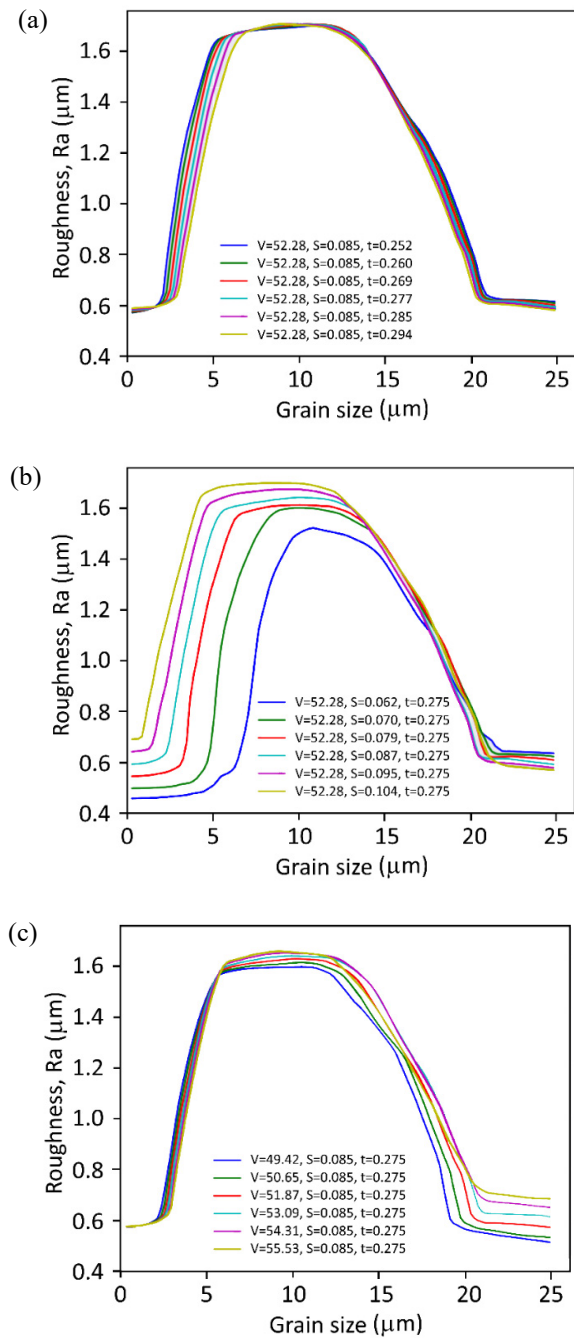 (a)
Roughness, Ra (μm)
1.6
1.4
1.2
1.0
0.8
0.6
0.4
V=52.28, S=0.085, t=0.252
V=52.28, S=0.085, t=0.260
V=52.28, S=0.085, t=0.269
V=52.28, S=0.085, t=0.277
V=52.28, S=0.085, t=0.285
V=52.28, S=0.085, t=0.294
0 5 10 15 20 25
Grain size (μm)
(b)
Roughness, Ra (μm)
1.6
1.4
1.2
1.0
0.8
0.6
0.4
V=52.28, S=0.062, t=0.275
V=52.28, S=0.070, t=0.275
V=52.28, S=0.079, t=0.275
V=52.28, S=0.087, t=0.275
V=52.28, S=0.095, t=0.275
V=52.28, S=0.104, t=0.275
0 5 10 15 20 25
Grain size (μm)
(c)
Roughness, Ra (μm)
1.6
1.4
1.2
1.0
0.8
0.6
0.4
V=49.42, S=0.085, t=0.275
V=50.65, S=0.085, t=0.275
V=51.87, S=0.085, t=0.275
V=53.09, S=0.085, t=0.275
V=54.31, S=0.085, t=0.275
V=55.53, S=0.085, t=0.275
0 5 10 15 20 25
Grain size (μm)